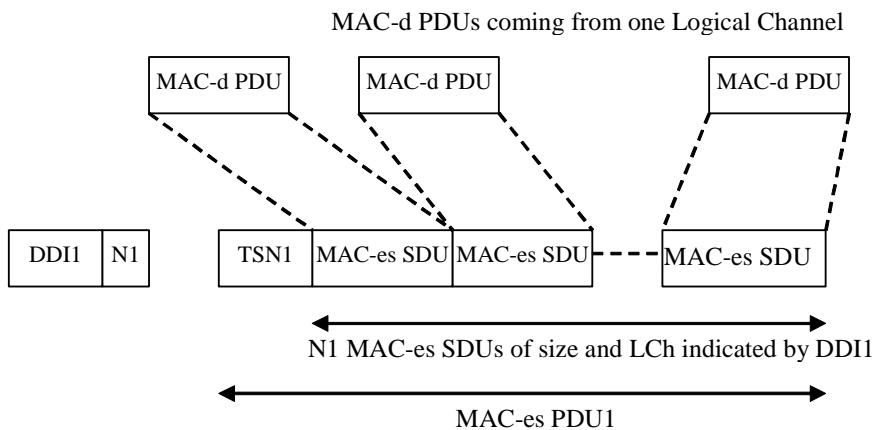 MAC-d PDUs coming from one Logical Channel
MAC-d PDU MAC-d PDU MAC-d PDU
DDI1 N1 TSN1 MAC-es SDU MAC-es SDU MAC-es SDU
N1 MAC-es SDUs of size and LCh indicated by DDI1
MAC-es PDU1